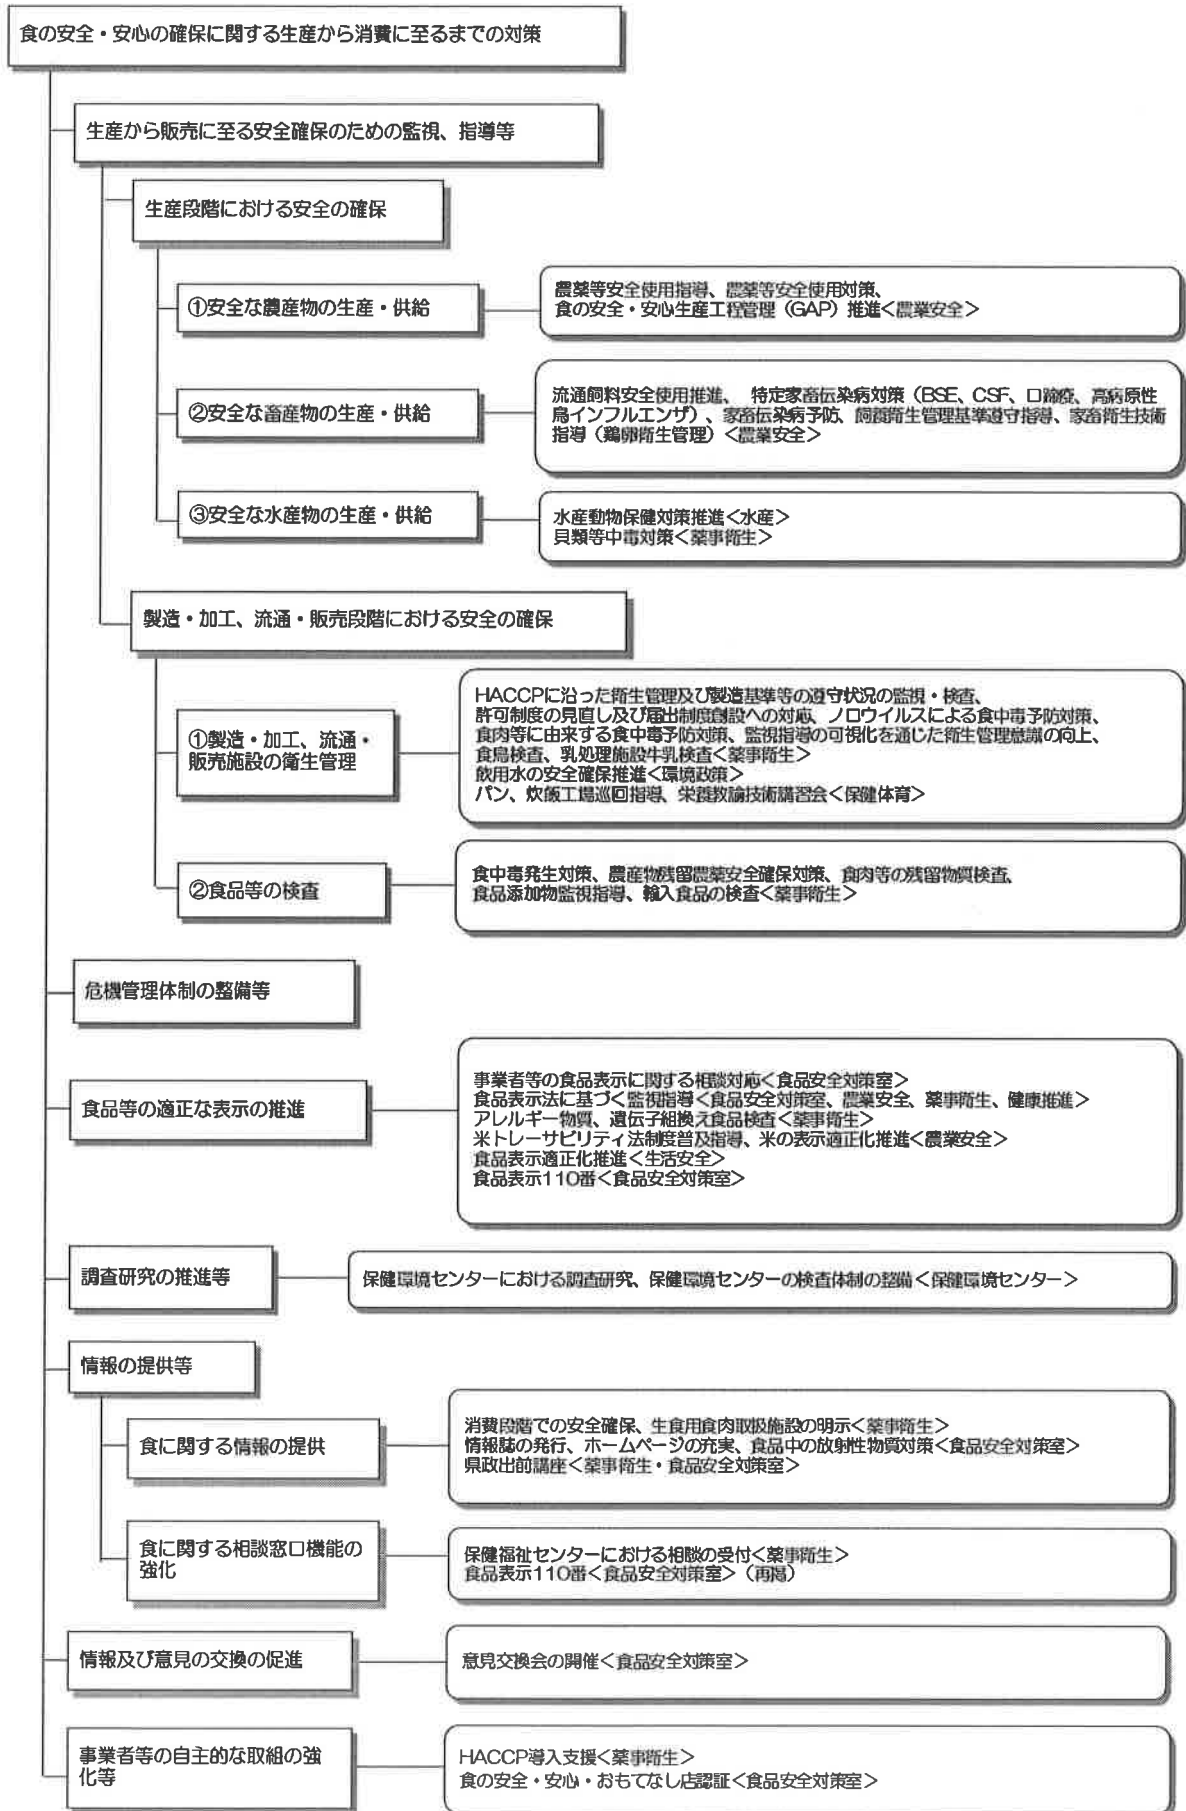 食の安全・安心の確保に関する生産から消費に至るまでの対策
生産から販売に至る安全確保のための監視、指導等
生産段階における安全の確保
①安全な農産物の生産・供給
農薬等安全使用指導、農薬等安全使用対策、
食の安全・安心生産工程管理（GAP）推進＜農業安全＞
②安全な畜産物の生産・供給
流通飼料安全使用推進、　特定家畜伝染病対策（BSE、CSF、口蹄疫、高病原性
鳥インフルエンザ）、家畜伝染病予防、飼養衛生管理基準遵守指導、家畜衛生技術
指導（鶏卵衛生管理）＜農業安全＞
③安全な水産物の生産・供給
水産動物保健対策推進＜水産＞
貝類等中毒対策＜薬事衛生＞
製造・加工、流通・販売段階における安全の確保
①製造・加工、流通・
販売施設の衛生管理
HACCPに沿った衛生管理及び製造基準等の遵守状況の監視・検査、
許可制度の見直し及び届出制度創設への対応、ノロウイルスによる食中毒予防対策、
食肉等に由来する食中毒予防対策、監視指導の可視化を通じた衛生管理意識の向上、
食鳥検査、乳処理施設牛乳検査＜薬事衛生＞
飲用水の安全確保推進＜環境政策＞
パン、炊飯工場巡回指導、栄養教諭技術講習会＜保健体育＞
②食品等の検査
食中毒発生対策、農産物残留農薬安全確保対策、食肉等の残留物質検査、
食品添加物監視指導、輸入食品の検査＜薬事衛生＞
危機管理体制の整備等
食品等の適正な表示の推進
事業者等の食品表示に関する相談対応＜食品安全対策室＞
食品表示法に基づく監視指導＜食品安全対策室、農業安全、薬事衛生、健康推進＞
アレルギー物質、遺伝子組換え食品検査＜薬事衛生＞
米トレーサビリティ法制度普及指導、米の表示適正化推進＜農業安全＞
食品表示適正化推進＜生活安全＞
食品表示110番＜食品安全対策室＞
調査研究の推進等
保健環境センターにおける調査研究、保健環境センターの検査体制の整備＜保健環境センター＞
情報の提供等
食に関する情報の提供
消費段階での安全確保、生食用食肉取扱施設の明示＜薬事衛生＞
情報誌の発行、ホームページの充実、食品中の放射性物質対策＜食品安全対策室＞
県政出前講座＜薬事衛生・食品安全対策室＞
食に関する相談窓口機能の
強化
保健福祉センターにおける相談の受付＜薬事衛生＞
食品表示110番＜食品安全対策室＞（再掲）
情報及び意見の交換の促進
意見交換会の開催＜食品安全対策室＞
事業者等の自主的な取組の強
化等
HACCP導入支援＜薬事衛生＞
食の安全・安心・おもてなし店認証＜食品安全対策室＞